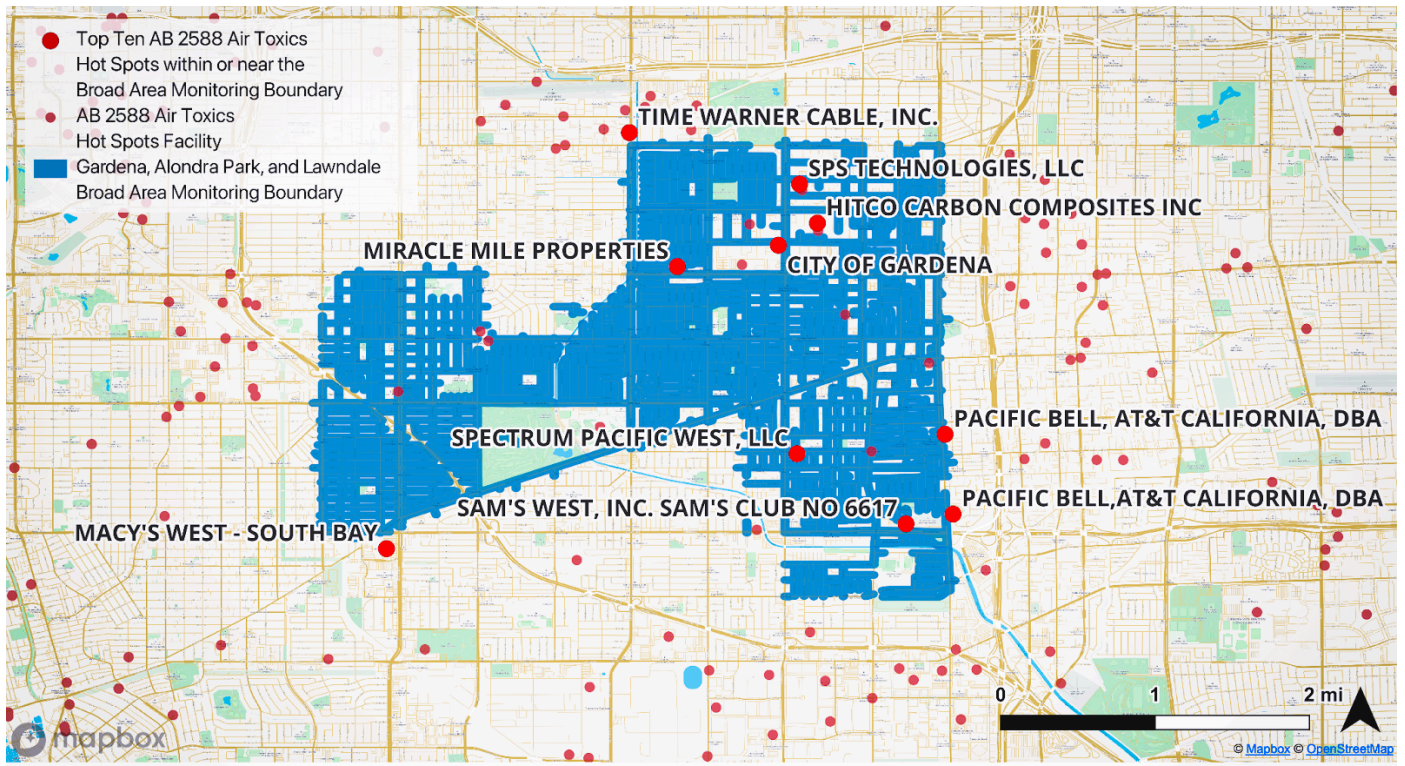 Top Ten AB 2588 Air Toxics
Hot Spots within or near the
Broad Area Monitoring Boundary
AB 2588 Air Toxics
Hot Spots Facility
Gardena, Alondra Park, and Lawndale
Broad Area Monitoring Boundary
TIME WARNER CABLE, INC.
SPS TECHNOLOGIES, LLC
HITCO CARBON COMPOSITES INC
MIRACLE MILE PROPERTIES
CITY OF GARDENA
PACIFIC BELL, AT&T CALIFORNIA, DBA
SPECTRUM PACIFIC WEST, LLC
PACIFIC BELL,AT&T CALIFORNIA, DBA
SAM'S WEST, INC. SAM'S CLUB NO 6617
MACY'S WEST - SOUTH BAY
0 1 2 mi
mapbox
© Mapbox © OpenStreetMap